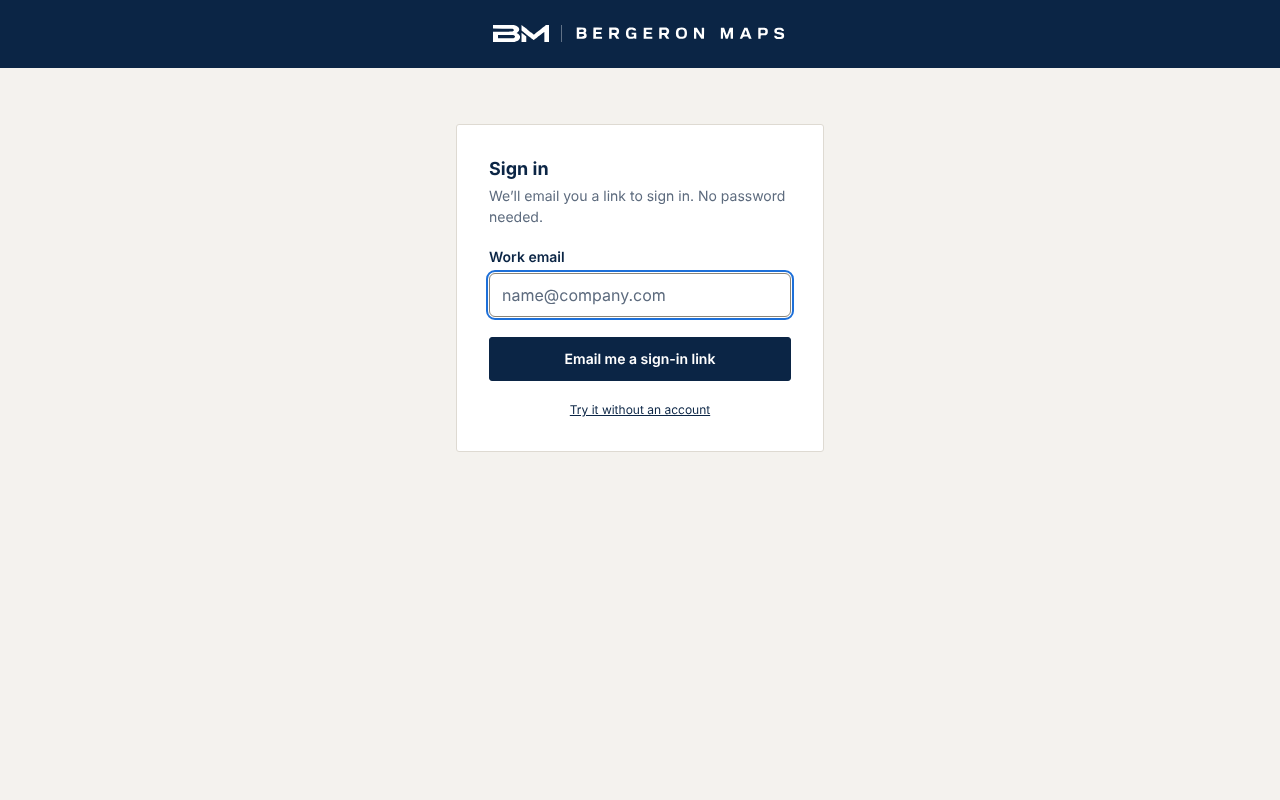 BM | BERGERON MAPS
Sign in
We’ll email you a link to sign in. No password
needed.
Work email
name@company.com
Email me a sign-in link
Try it without an account